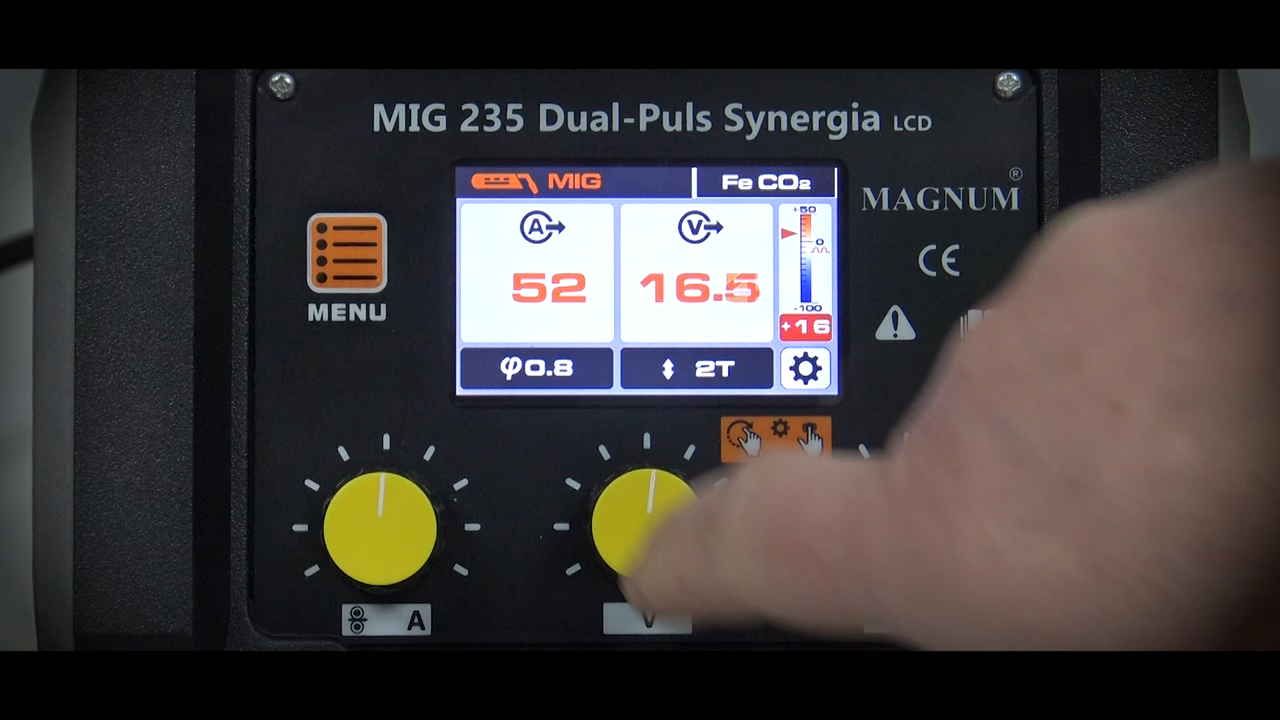 MIG 235 Dual-Puls Synergia LCD
MIG
Fe CO₂
MAGNUM®
MENU
A
V
+50
0
-100
52
16.5
+16
φ0.8
2T
CE
A
V